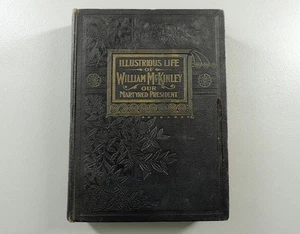 ILLUSTRIOUS LIFE
OF
WILLIAM MCKINLEY
OUR
MARTYRED PRESIDENT